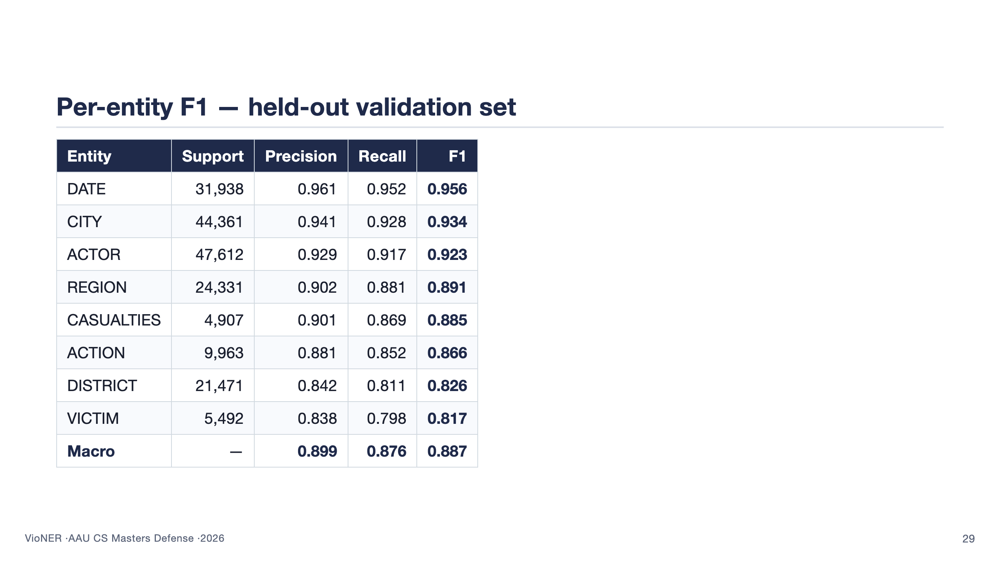 Per-entity F1 — held-out validation set
Entity Support Precision Recall F1
DATE 31,938 0.961 0.952 0.956
CITY 44,361 0.941 0.928 0.934
ACTOR 47,612 0.929 0.917 0.923
REGION 24,331 0.902 0.881 0.891
CASUALTIES 4,907 0.901 0.869 0.885
ACTION 9,963 0.881 0.852 0.866
DISTRICT 21,471 0.842 0.811 0.826
VICTIM 5,492 0.838 0.798 0.817
Macro — 0.899 0.876 0.887
VioNER ·AAU CS Masters Defense ·2026
29